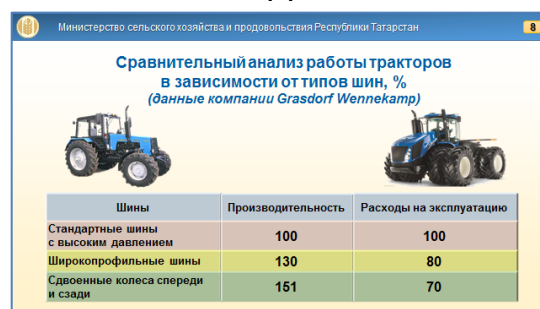 Министерство сельского хозяйства и продовольствия Республики Татарстан
8
Сравнительный анализ работы тракторов
в зависимости от типов шин, %
(данные компании Grasdorf Wennekamp)
Шины Производительность Расходы на эксплуатацию
Стандартные шины
с высоким давлением 100 100
Широкопрофильные шины 130 80
Сдвоенные колеса спереди
и сзади 151 70